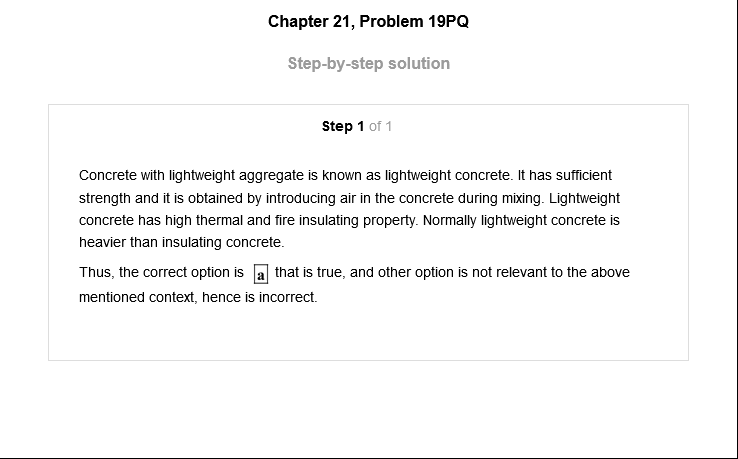 Chapter 21, Problem 19PQ
Step-by-step solution
Step 1 of 1
Concrete with lightweight aggregate is known as lightweight concrete. It has sufficient
strength and it is obtained by introducing air in the concrete during mixing. Lightweight
concrete has high thermal and fire insulating property. Normally lightweight concrete is
heavier than insulating concrete.
Thus, the correct option is a that is true, and other option is not relevant to the above
mentioned context, hence is incorrect.